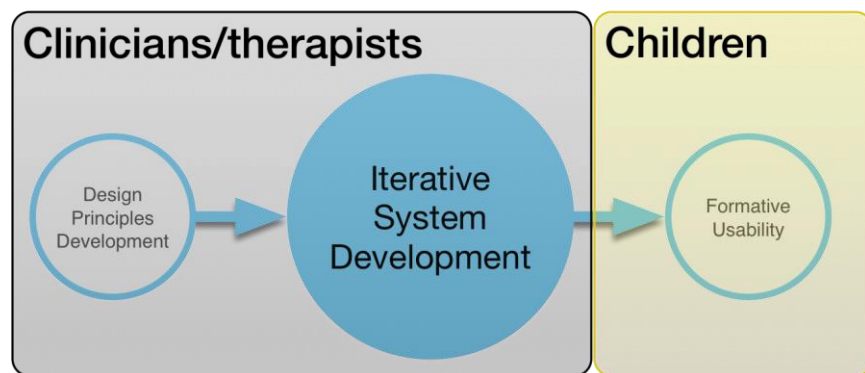 Clinicians/therapists
Children
Design
Principles
Development
Iterative
System
Development
Formative
Usability